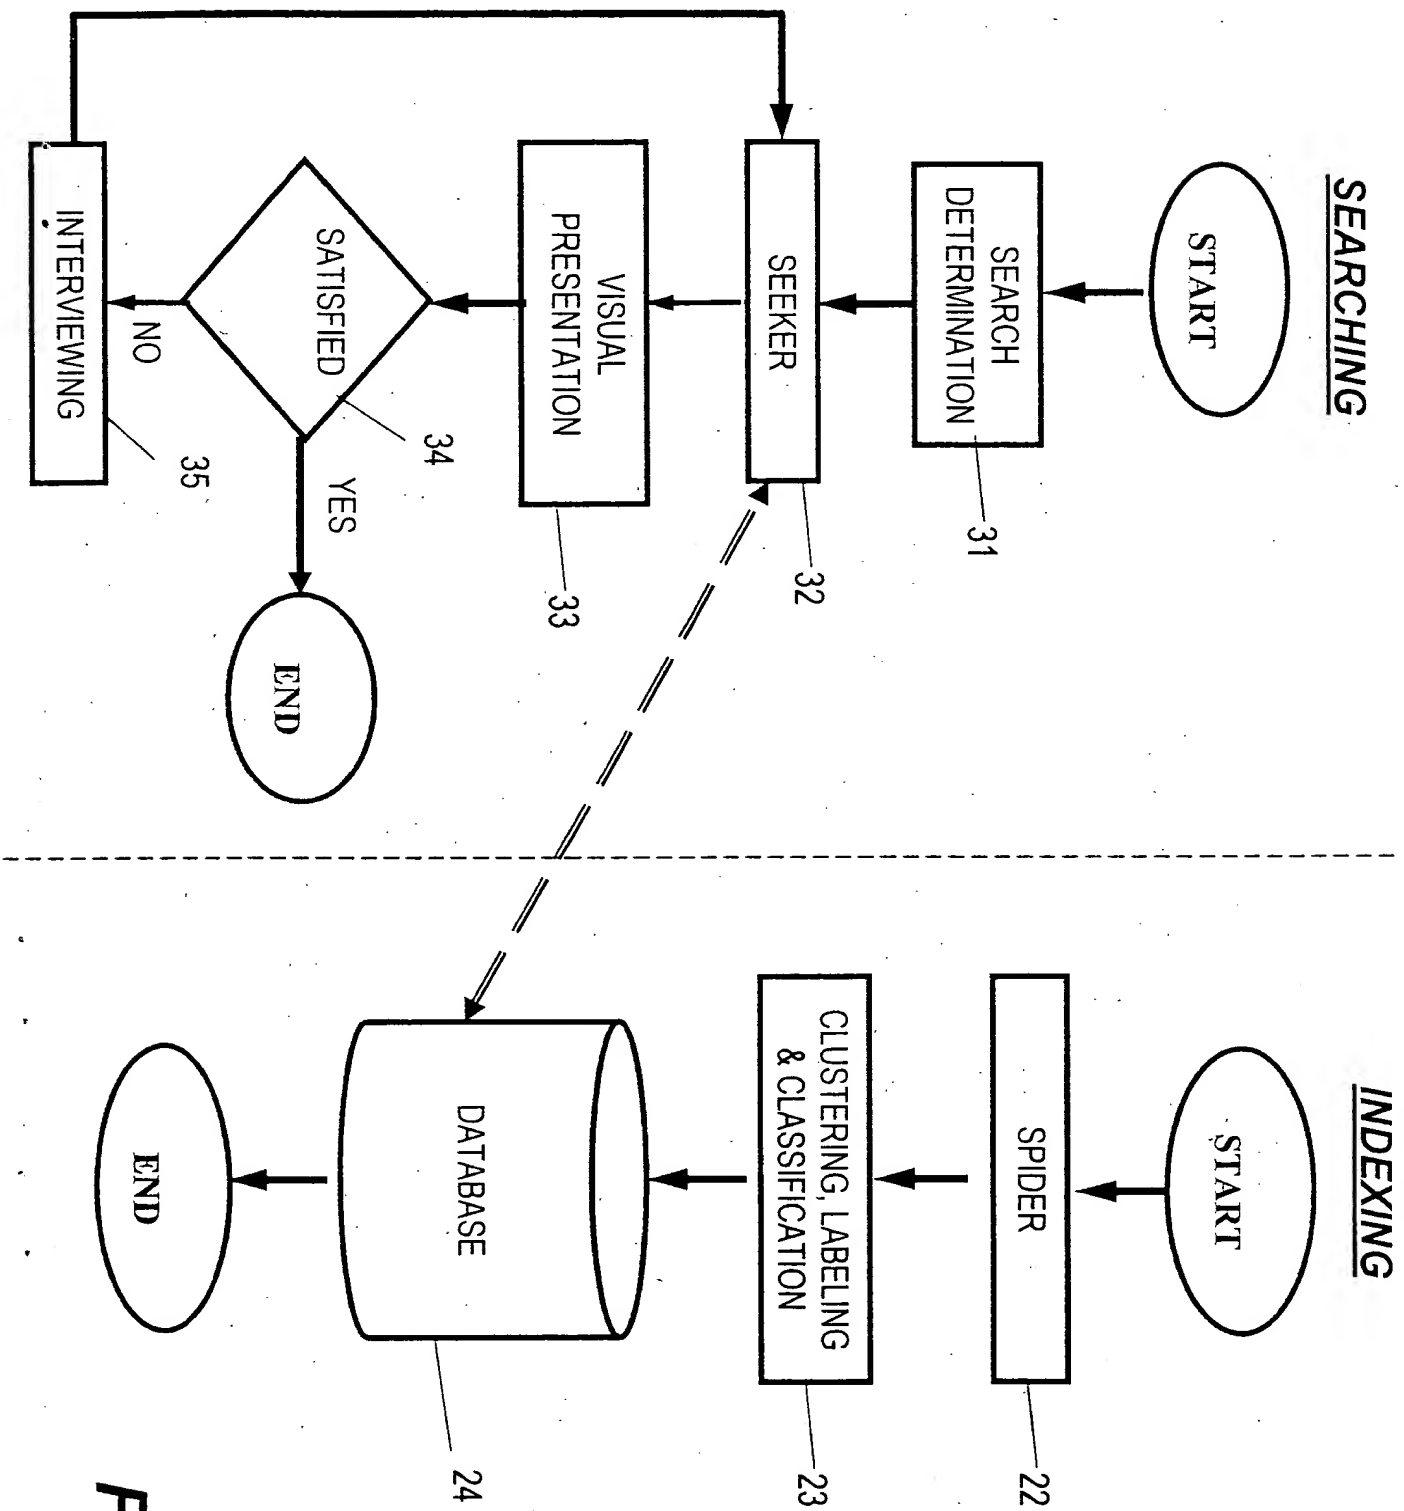 SEARCHING
START
SEARCH
DETERMINATION
31
SEEKER
32
VISUAL
PRESENTATION
33
SATISFIED
34
YES
END
NO
INTERVIEWING
35
INDEXING
START
SPIDER
22
CLUSTERING, LABELING
& CLASSIFICATION
23
DATABASE
24
END